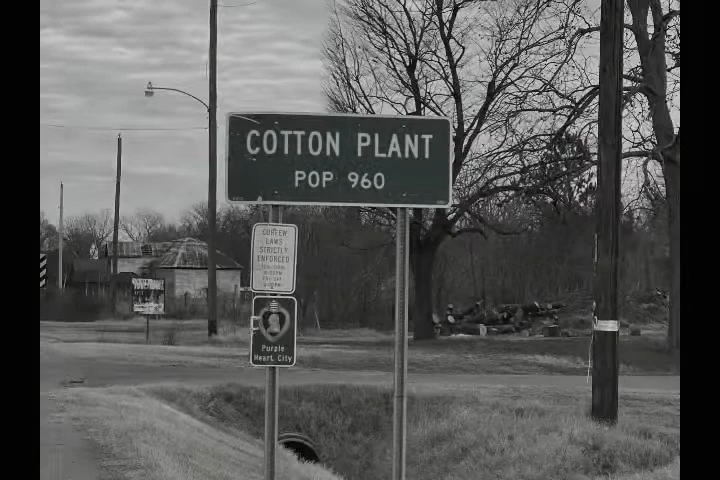 COTTON PLANT
POP 960
CURFEW
LAWS
STRICTLY
ENFORCED
Purple
Heart City